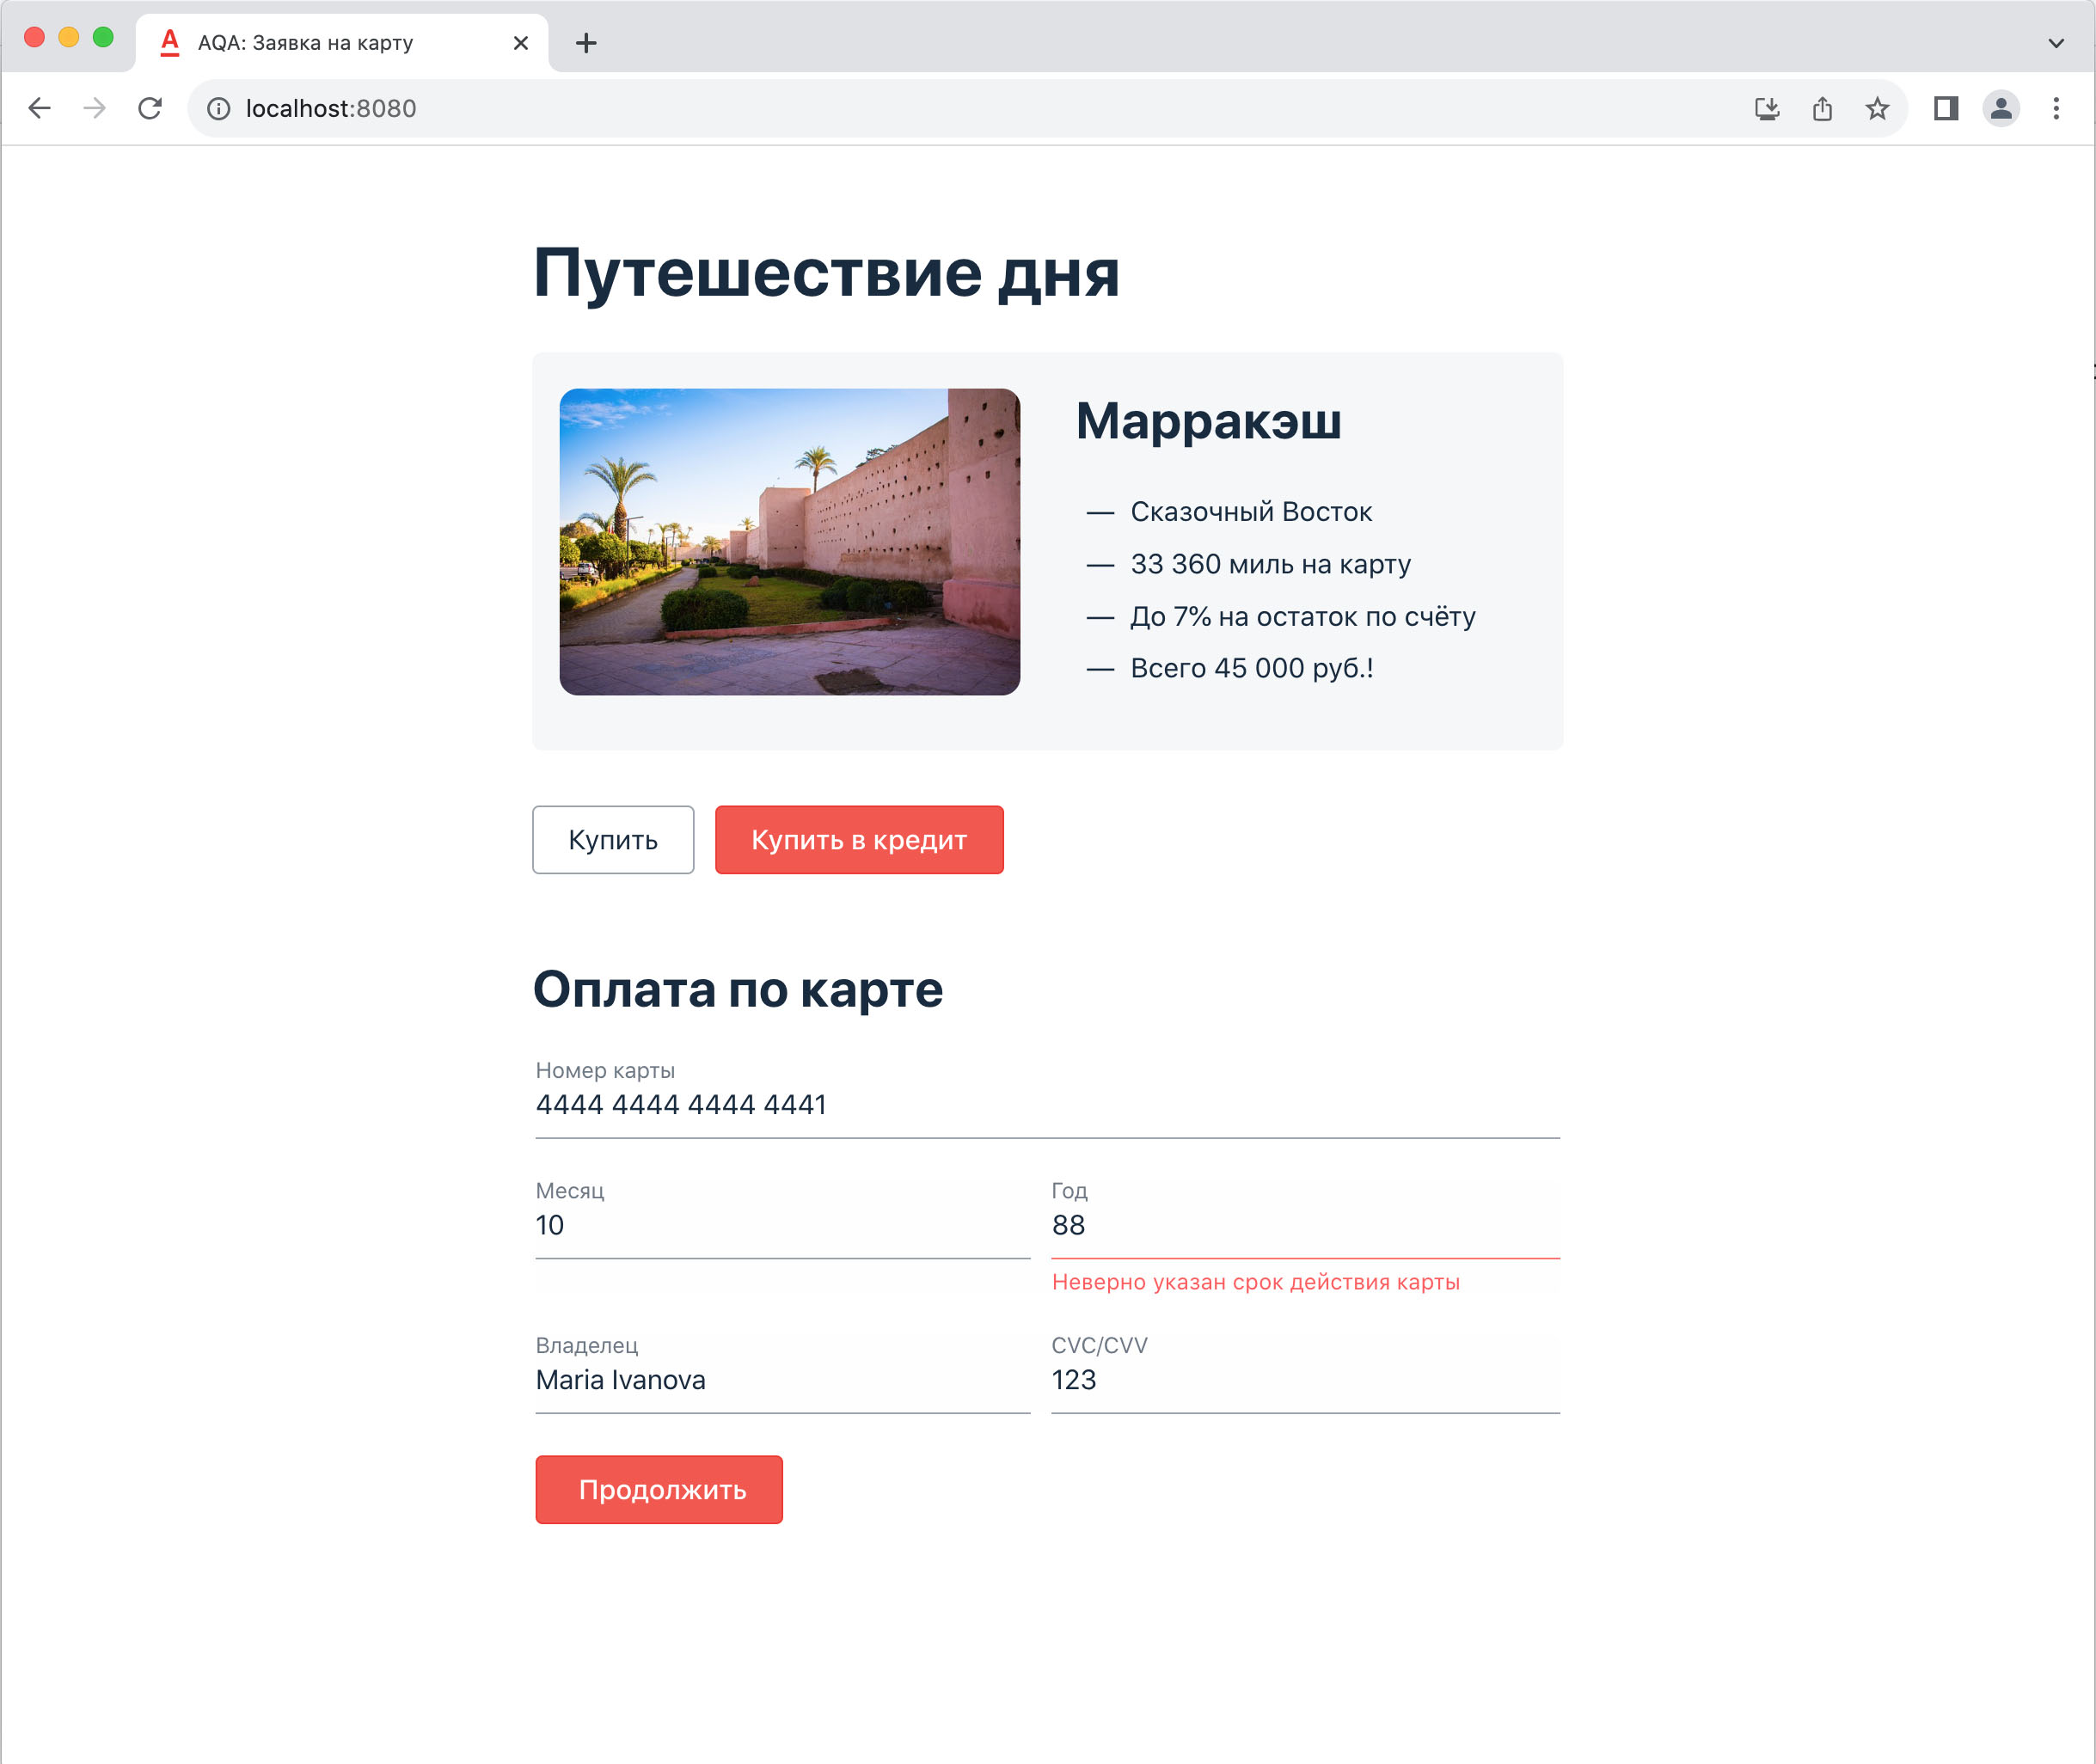 AQA: Заявка на карту
localhost:8080
Путешествие дня
Марракэш
— Сказочный Восток
— 33 360 миль на карту
— До 7% на остаток по счёту
— Всего 45 000 руб.!
Купить Купить в кредит
Оплата по карте
Номер карты
4444 4444 4444 4441
Месяц Год
10 88
Неверно указан срок действия карты
Владелец CVC/CVV
Maria Ivanova 123
Продолжить